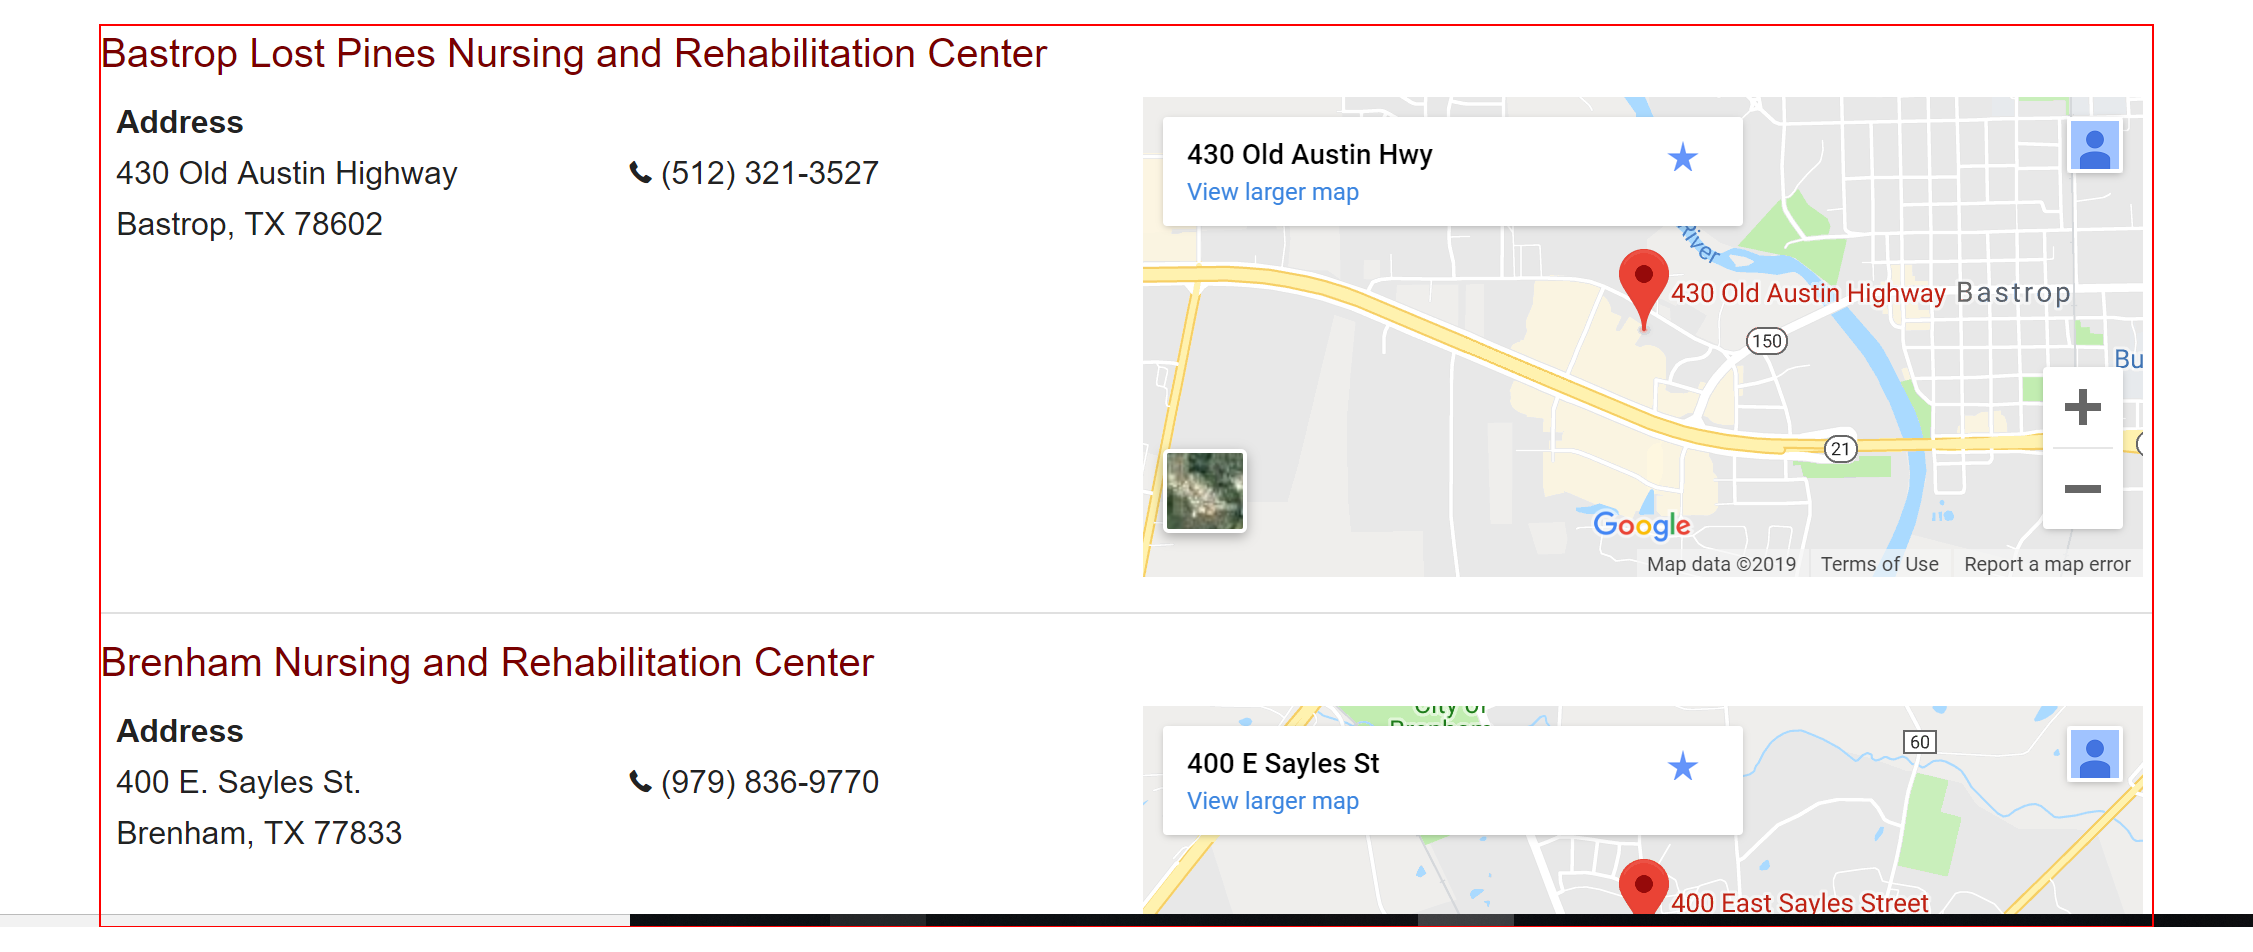 Bastrop Lost Pines Nursing and Rehabilitation Center
Address
430 Old Austin Highway
(512) 321-3527
Bastrop, TX 78602
430 Old Austin Hwy
View larger map
River
430 Old Austin Highway
Bastrop
150
Bu
21
Google
Map data ©2019
Terms of Use
Report a map error
Brenham Nursing and Rehabilitation Center
Address
400 E. Sayles St.
(979) 836-9770
Brenham, TX 77833
City of
Brenham
400 E Sayles St
View larger map
60
400 East Sayles Street